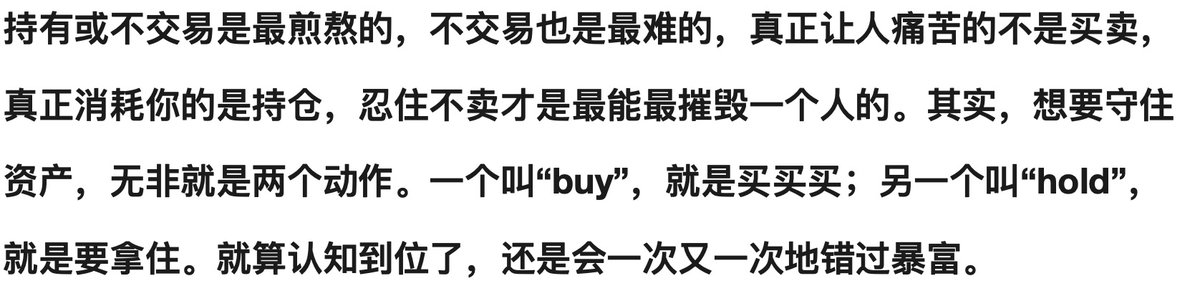 持有或不交易是最煎熬的，不交易也是最难的，真正让人痛苦的不是买卖，
真正消耗你的是持仓，忍住不卖才是最能最摧毁一个人的。其实，想要守住
资产，无非就是两个动作。一个叫“buy”，就是买买买；另一个叫“hold”，
就是要拿住。就算认知到位了，还是会一次又一次地错过暴富。